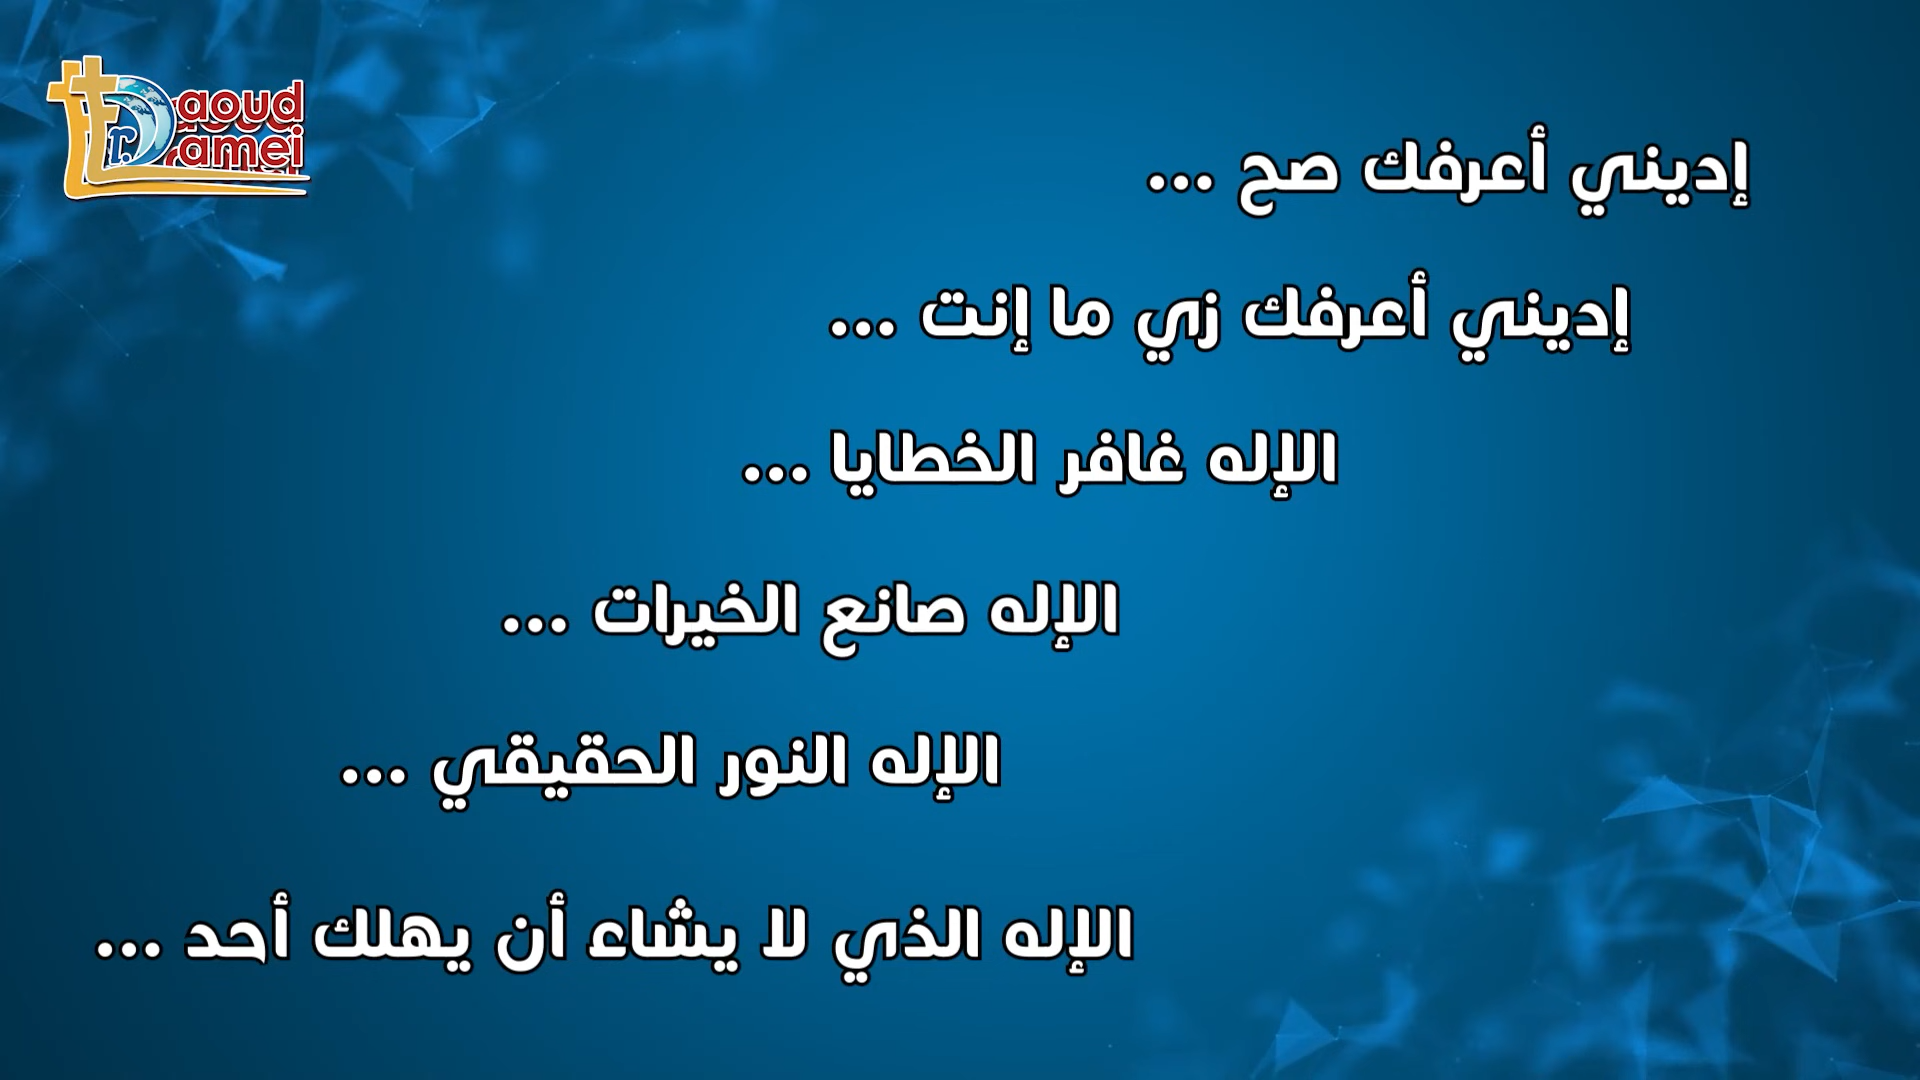 Daoud
Lamei
r.
إديني أعرفك صح ...
إديني أعرفك زي ما إنت ...
الإله غافر الخطايا ...
الإله صانع الخيرات ...
الإله النور الحقيقي ...
الإله الذي لا يشاء أن يهلك أحد ...